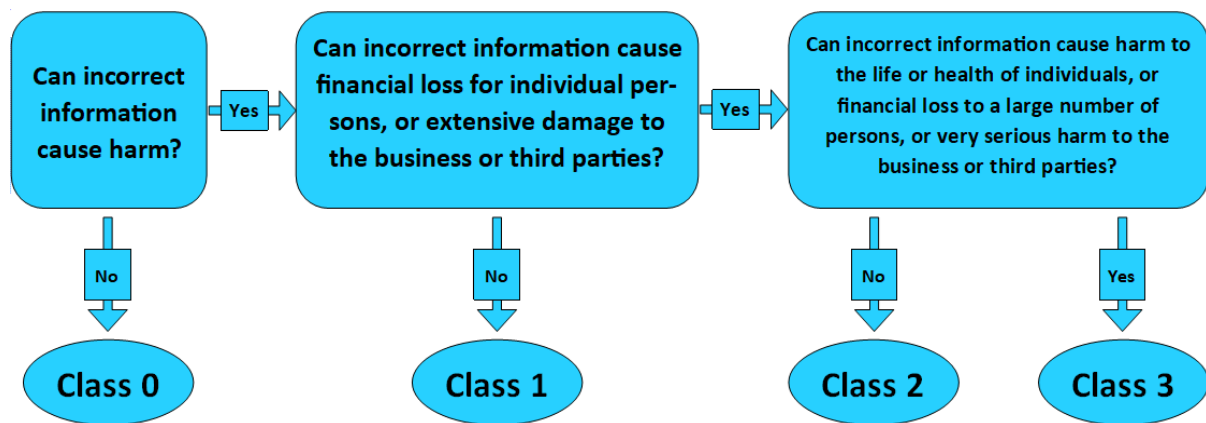 Can incorrect
information
cause harm?
Yes
Can incorrect information cause
financial loss for individual per-
sons, or extensive damage to
the business or third parties?
Yes
Can incorrect information cause harm to
the life or health of individuals, or
financial loss to a large number of
persons, or very serious harm to the
business or third parties?
No
No
No
Yes
Class 0
Class 1
Class 2
Class 3